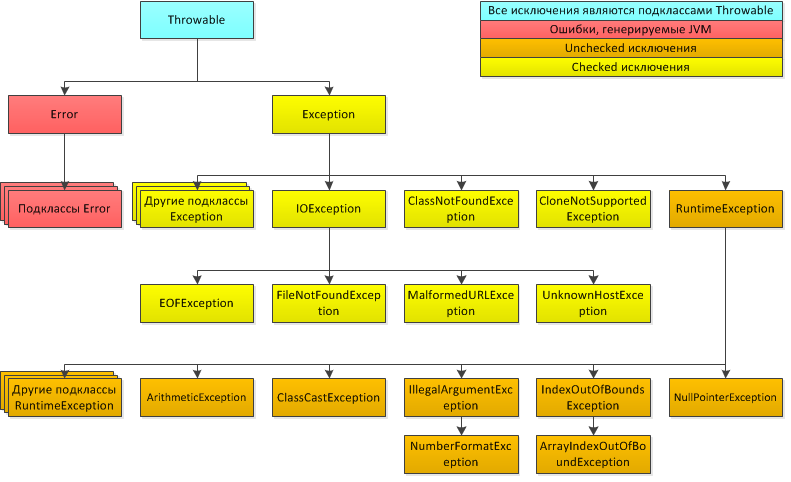 Throwable
Все исключения являются подклассами Throwable
Ошибки, генерируемые JVM
Unchecked исключения
Checked исключения
Error
Exception
Подклассы Error
Другие подклассы
Exception
IOException
ClassNotFoundExce
ption
CloneNotSupported
Exception
RuntimeException
EOFException
FileNotFoundExcep
tion
MalformedURLExce
ption
UnknownHostExce
ption
Другие подклассы
RuntimeException
ArithmeticException
ClassCastException
IllegalArgumentExc
eption
IndexOutOfBounds
Exception
NullPointerException
NumberFormatExc
eption
ArrayIndexOutOfBo
undException